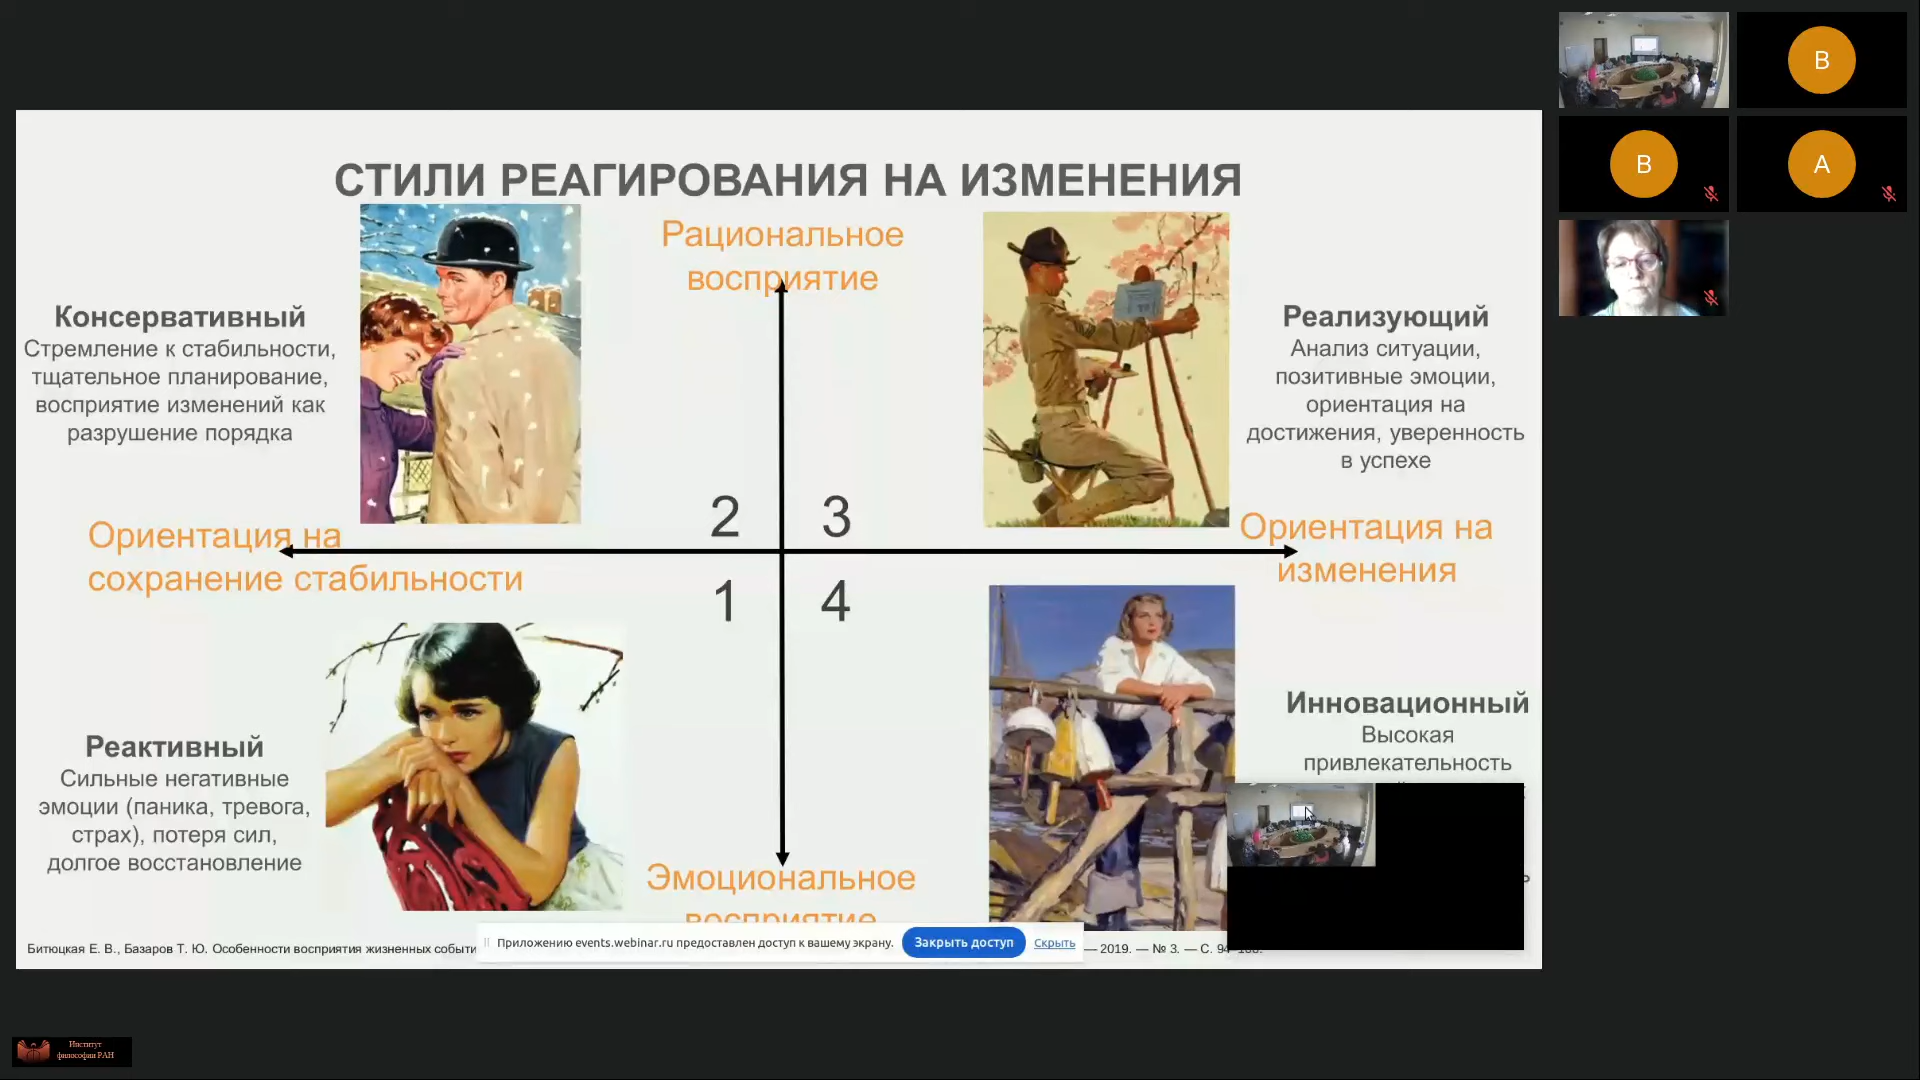 СТИЛИ РЕАГИРОВАНИЯ НА ИЗМЕНЕНИЯ
Рациональное
восприятие
Консервативный
Стремление к стабильности,
тщательное планирование,
восприятие изменений как
разрушение порядка
Реализующий
Анализ ситуации,
позитивные эмоции,
ориентация на
достижения, уверенность
в успехе
2
3
Ориентация на
сохранение стабильности
Ориентация на
изменения
1
4
Реактивный
Сильные негативные
эмоции (паника, тревога,
страх), потеря сил,
долгое восстановление
Инновационный
Высокая
привлекательность
Эмоциональное
восприятие
Битюцкая Е. В., Базаров Т. Ю. Особенности восприятия жизненных
— 2019. — № 3. — С.
Приложению events.webinar.ru предоставлен доступ к вашему экрану.
Закрыть доступ
Скрыть
B
B
A
Институт
философии РАН